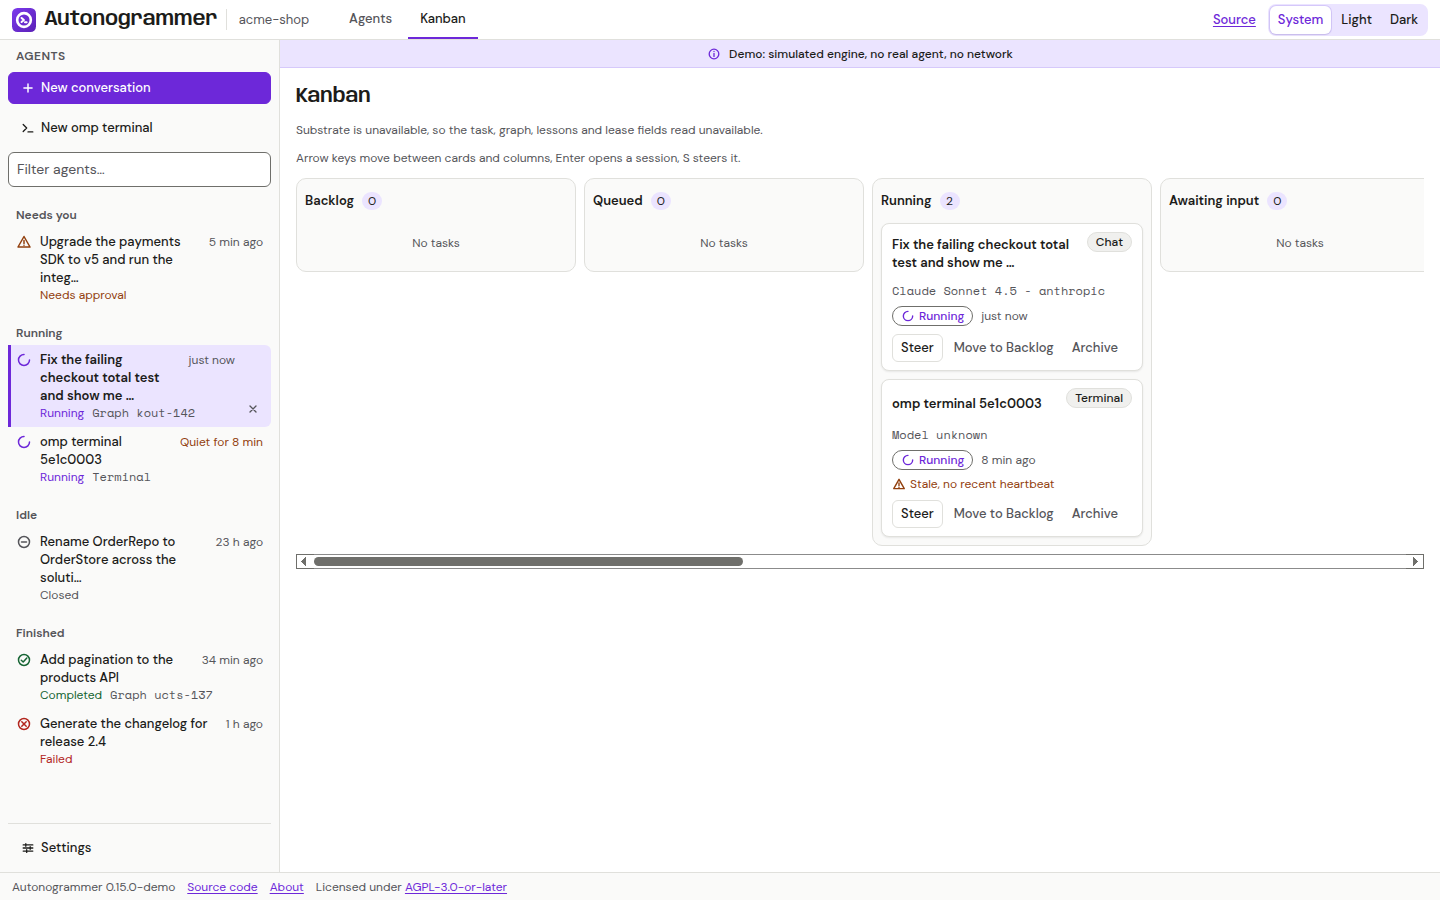 Autonogrammer
acme-shop
Agents
Kanban
Source
System
Light
Dark
AGENTS
New conversation
New omp terminal
Filter agents...
Needs you
Upgrade the payments
SDK to v5 and run the
integ...
5 min ago
Needs approval
Running
Fix the failing
checkout total test
and show me ...
just now
Running Graph kout-142
omp terminal
5e1c0003
Quiet for 8 min
Running Terminal
Idle
Rename OrderRepo to
OrderStore across the
soluti...
23 h ago
Closed
Finished
Add pagination to the
products API
34 min ago
Completed Graph ucts-137
Generate the changelog for
release 2.4
1 h ago
Failed
Settings
Demo: simulated engine, no real agent, no network
Kanban
Substrate is unavailable, so the task, graph, lessons and lease fields read unavailable.
Arrow keys move between cards and columns, Enter opens a session, S steers it.
Backlog 0
No tasks
Queued 0
No tasks
Running 2
Fix the failing checkout total
test and show me ...
Chat
Claude Sonnet 4.5 - anthropic
Running just now
Steer Move to Backlog Archive
omp terminal 5e1c0003
Terminal
Model unknown
Running 8 min ago
Stale, no recent heartbeat
Steer Move to Backlog Archive
Awaiting input 0
No tasks
Autonogrammer 0.15.0-demo Source code About Licensed under AGPL-3.0-or-later